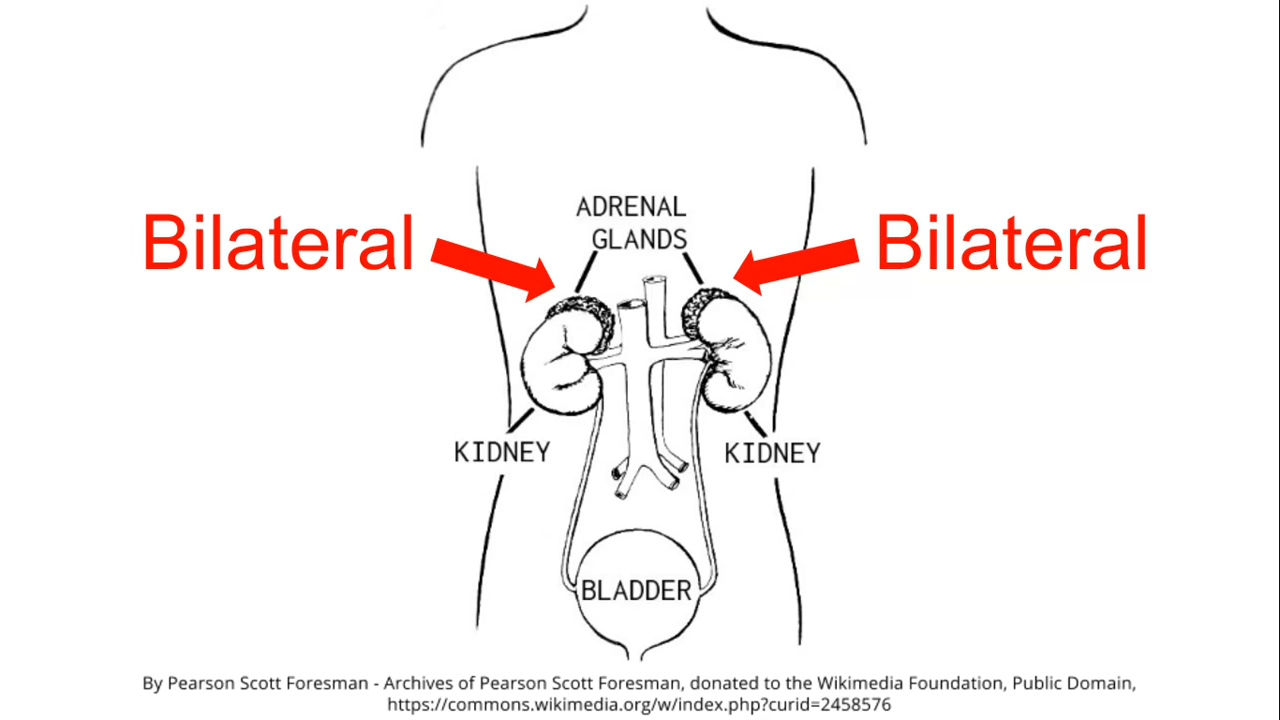 ADRENAL
GLANDS
Bilateral
Bilateral
KIDNEY
KIDNEY
BLADDER
By Pearson Scott Foresman - Archives of Pearson Scott Foresman, donated to the Wikimedia Foundation, Public Domain,
https://commons.wikimedia.org/w/index.php?curid=2458576